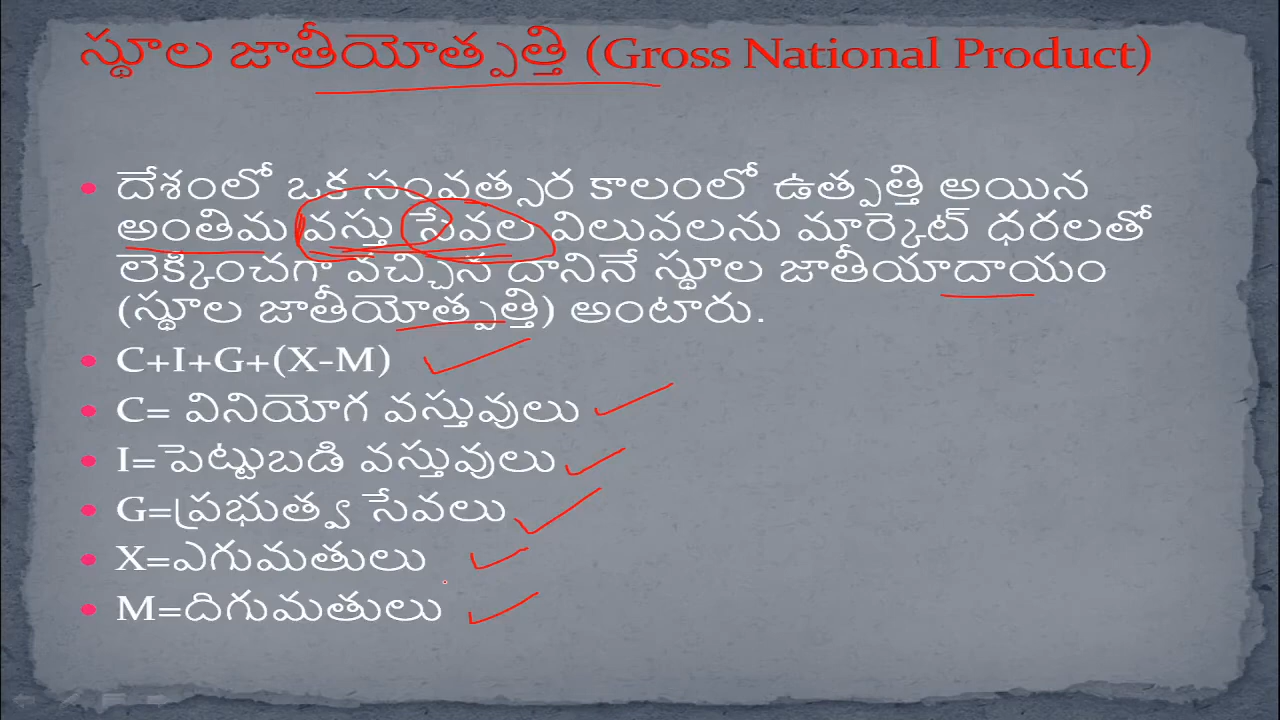 స్థూల జాతీయోత్పత్తి (Gross National Product)
• దేశంలో ఒక సంవత్సర కాలంలో ఉత్పత్తి అయిన
అంతిమ వస్తు సేవల విలువలను మార్కెట్ ధరలతో
లెక్కించగా వచ్చిన దానినే స్థూల జాతీయాదాయం
(స్థూల జాతీయోత్పత్తి) అంటారు.
• C+I+G+(X-M)
• C= వినియోగ వస్తువులు
• I=పెట్టుబడి వస్తువులు
• G=ప్రభుత్వ సేవలు
• X=ఎగుమతులు
• M=దిగుమతులు